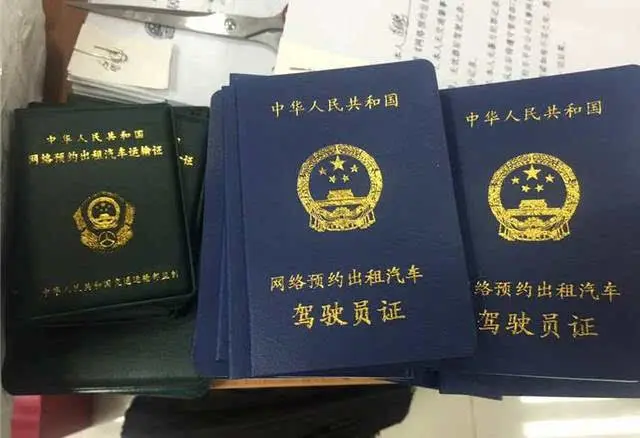 中华人民共和国
网络预约出租汽车运输证
中华人民共和国交通运输部监制
中华人民共和国
网络预约出租汽车
驾驶员证
中华人民共和国
网络预约出租汽车
驾驶员证